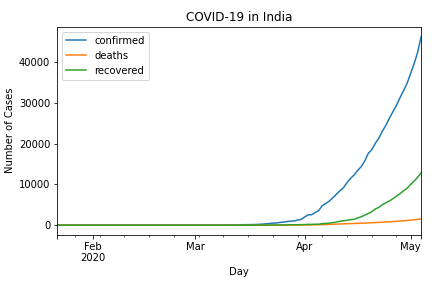 COVID-19 in India
confirmed
deaths
recovered
Number of Cases
40000
30000
20000
10000
0
Feb
2020
Mar
Apr
May
Day